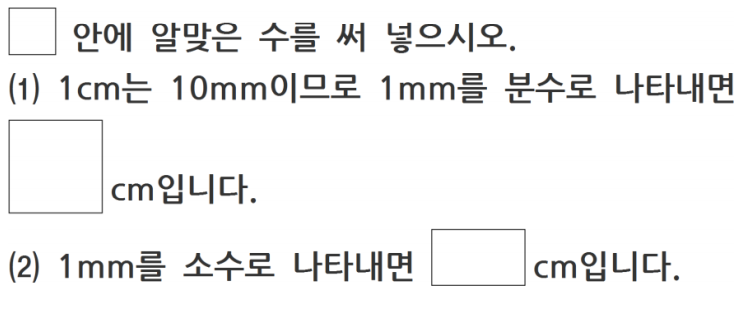 안에 알맞은 수를 써 넣으시오.
(1) 1cm는 10mm이므로 1mm를 분수로 나타내면
cm입니다.
(2) 1mm를 소수로 나타내면 cm입니다.